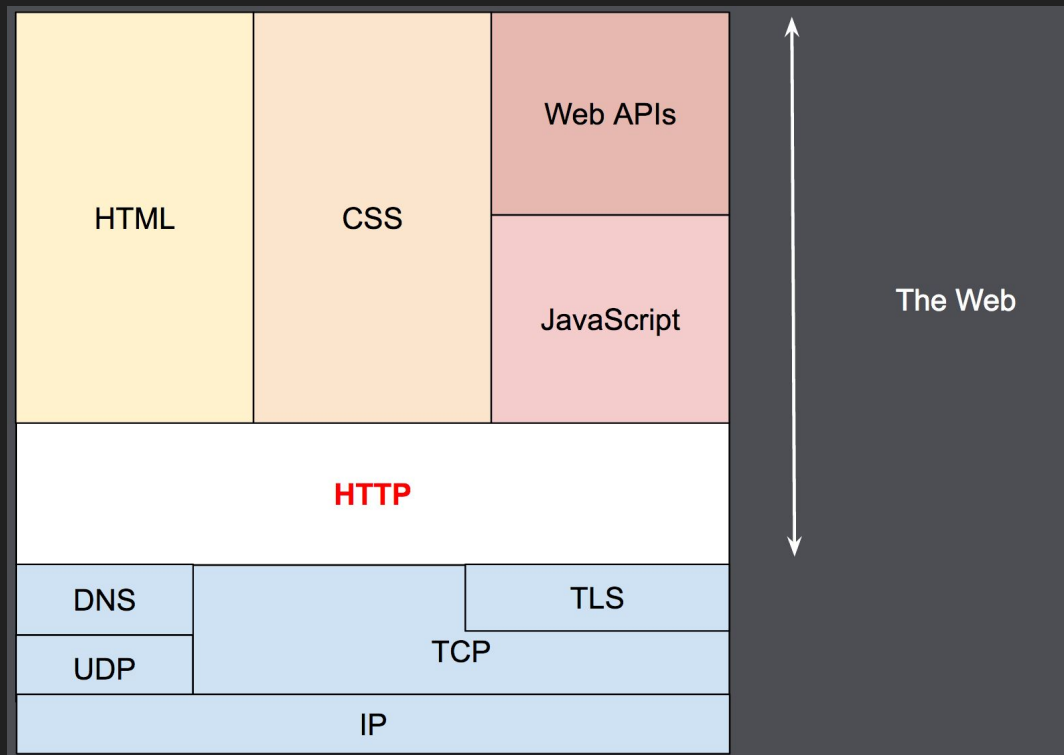 Web APIs
HTML
CSS
JavaScript
The Web
HTTP
DNS
TLS
UDP
TCP
IP